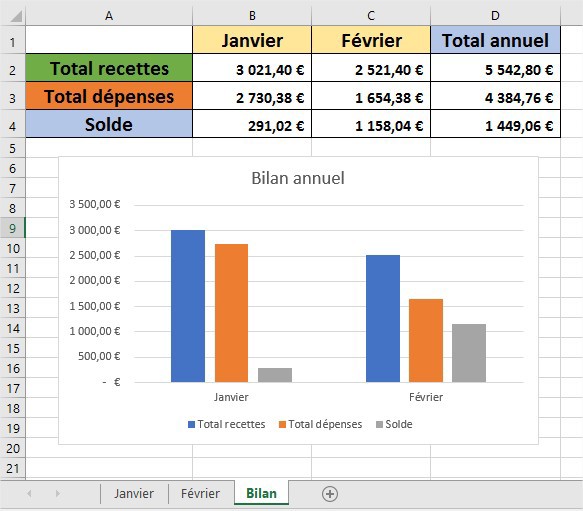 A B C D
1 Janvier Février Total annuel
2 Total recettes 3 021,40 € 2 521,40 € 5 542,80 €
3 Total dépenses 2 730,38 € 1 654,38 € 4 384,76 €
4 Solde 291,02 € 1 158,04 € 1 449,06 €
5
6
7
8
9
10
11
12
13
14
15
16
17
18
19
20
21
Bilan annuel
3 500,00 €
3 000,00 €
2 500,00 €
2 000,00 €
1 500,00 €
1 000,00 €
500,00 €
- €
Janvier Février
Total recettes Total dépenses Solde
Janvier Février Bilan